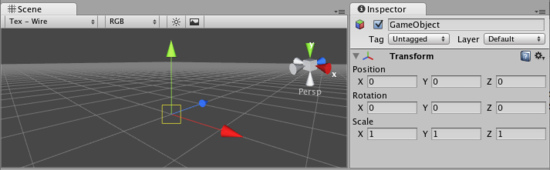 Scene
Tex - Wire RGB
y
x
Persp
Inspector
GameObject
Tag Untagged Layer Default
Transform
Position
X 0 Y 0 Z 0
Rotation
X 0 Y 0 Z 0
Scale
X 1 Y 1 Z 1